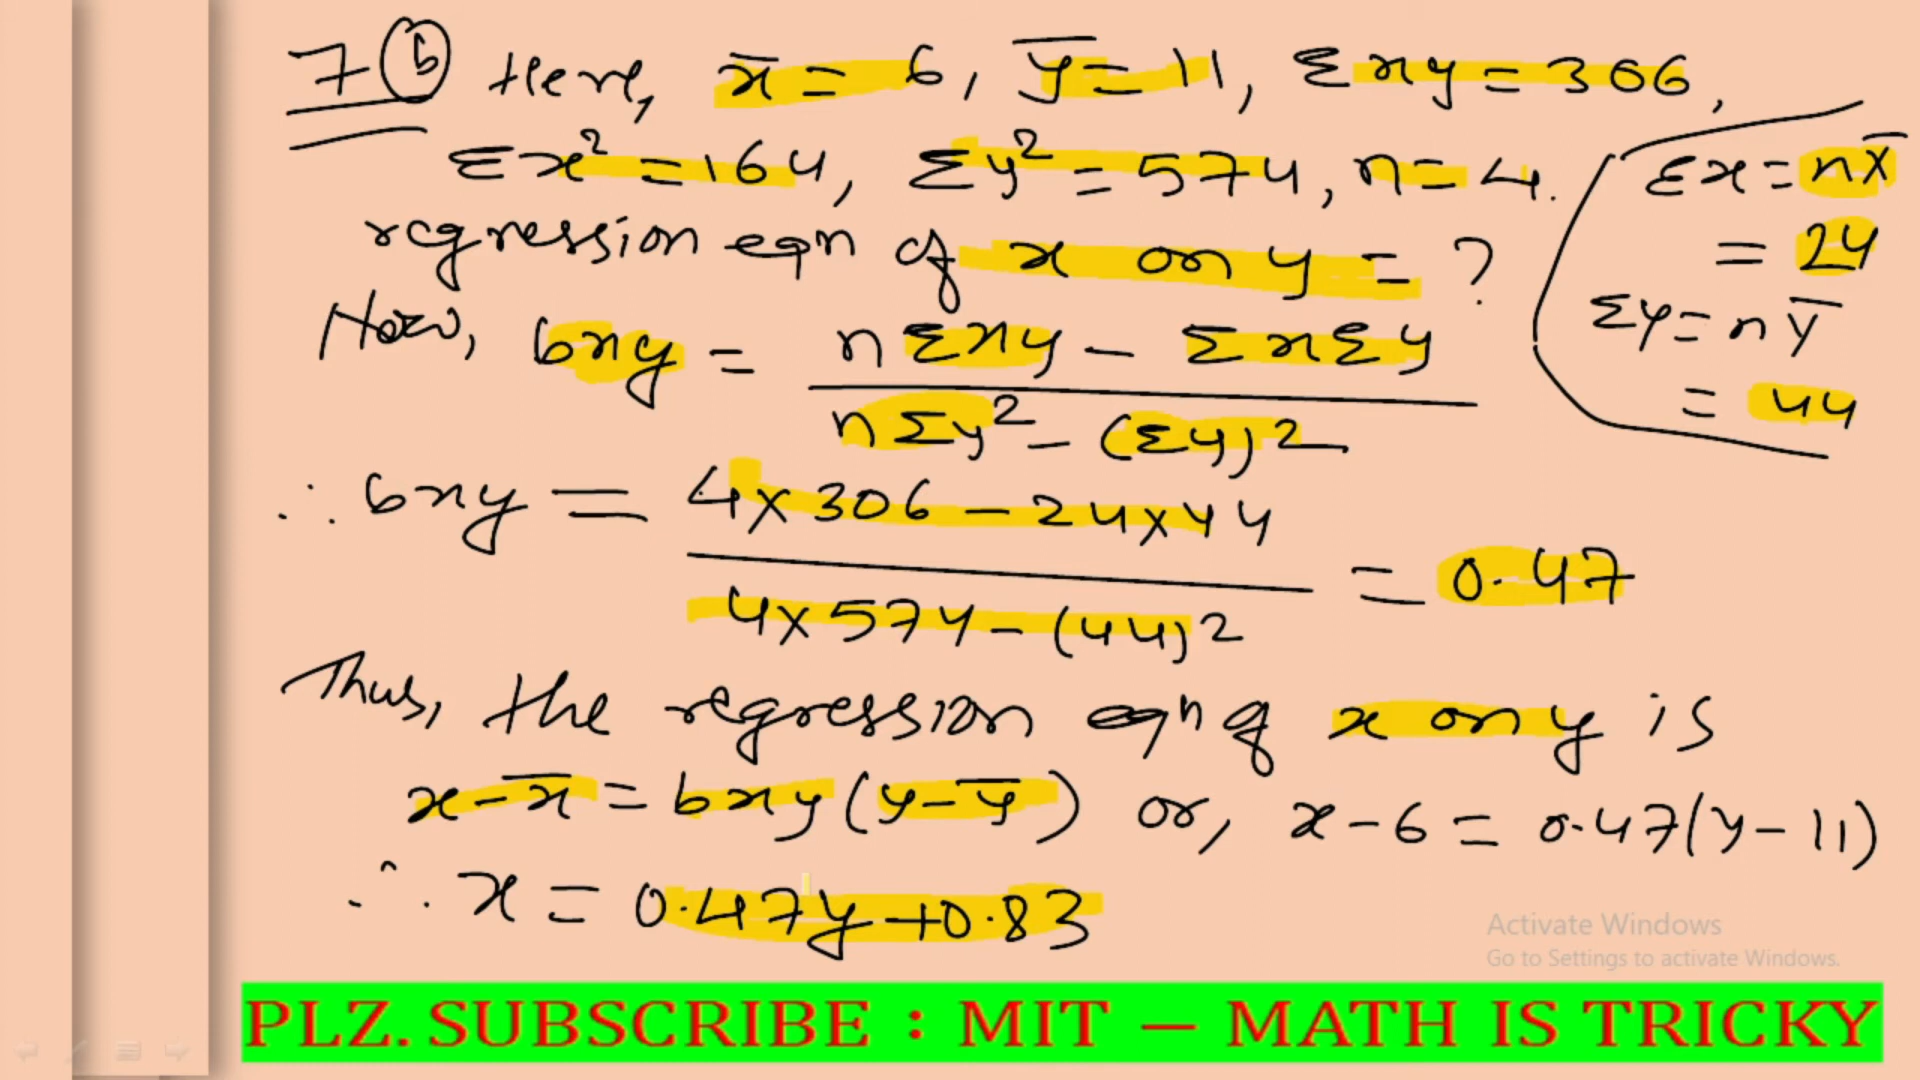 7 (b) Here, x̄ = 6, ȳ = 11, Σxy = 306,
Σx² = 164, Σy² = 574, n = 4.
regression eqn of x on y = ?
Now, bxy = (nΣxy − ΣxΣy) / (nΣy² − (Σy)²)
Σx = nx̄
= 24
Σy = nȳ
= 44
∴ bxy = (4×306 − 24×44) / (4×574 − (44)²) = 0.47
Thus, the regression eqn of x on y is
x − x̄ = bxy (y − ȳ) or, x − 6 = 0.47(y − 11)
∴ x = 0.47y + 0.83
Activate Windows
Go to Settings to activate Windows.
PLZ. SUBSCRIBE : MIT – MATH IS TRICKY